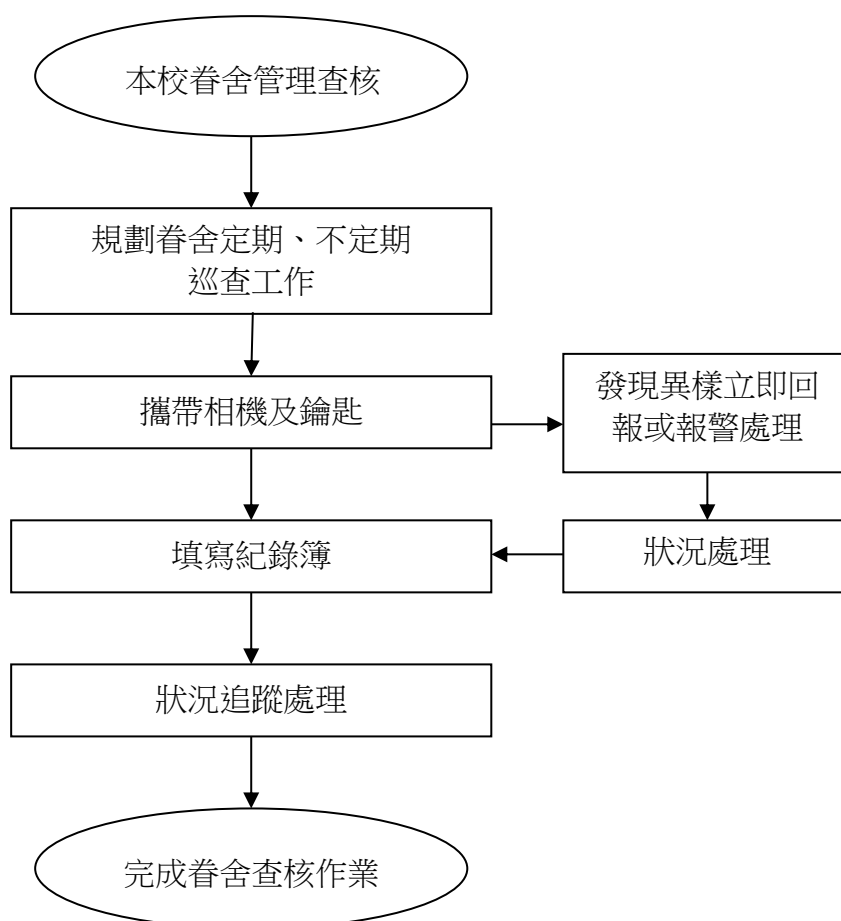 本校眷舍管理查核
規劃眷舍定期、不定期
巡查工作
攜帶相機及鑰匙
發現異樣立即回
報或報警處理
填寫紀錄簿
狀況處理
狀況追蹤處理
完成眷舍查核作業